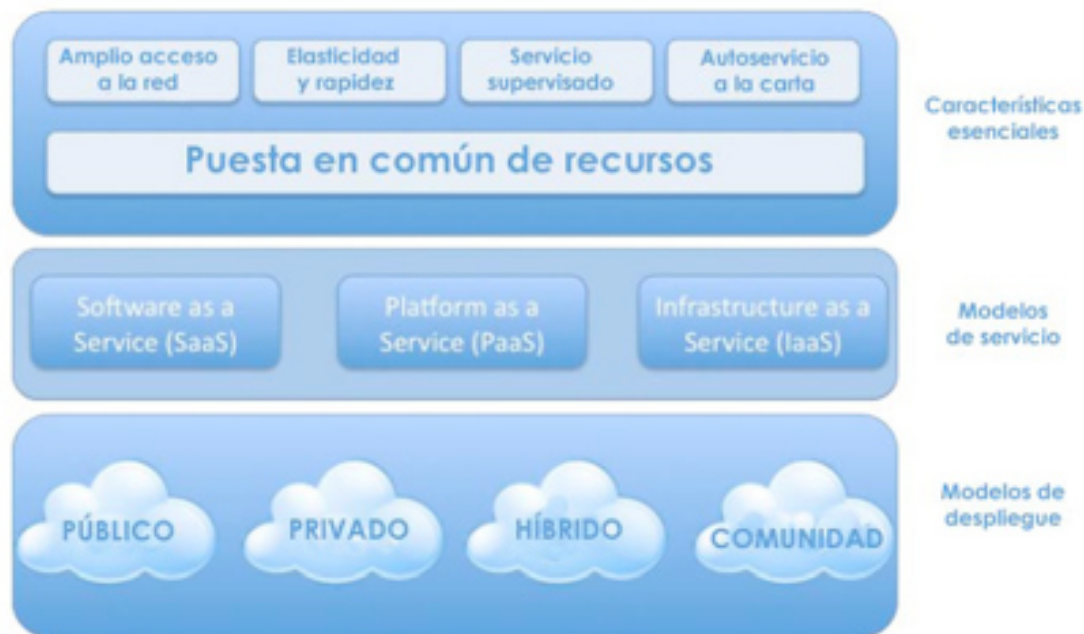 Amplio acceso
a la red
Elasticidad
y rapidez
Servicio
supervisado
Autoservicio
a la carta
Puesta en común de recursos
Características
esenciales
Software as a
Service (SaaS)
Platform as a
Service (PaaS)
Infrastructure as a
Service (IaaS)
Modelos
de servicio
PÚBLICO
PRIVADO
HÍBRIDO
COMUNIDAD
Modelos de
despliegue